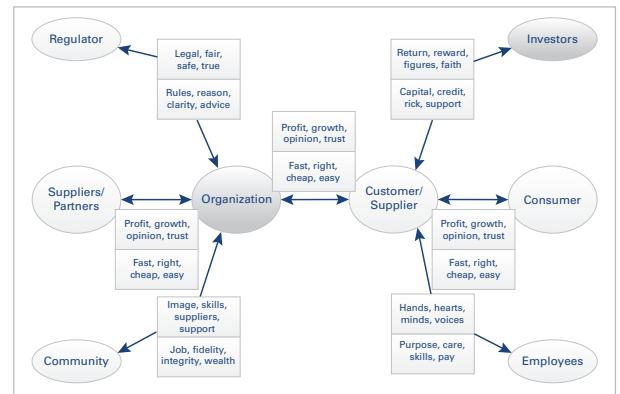 Regulator
Legal, fair,
safe, true
Rules, reason,
clarity, advice
Return, reward,
figures, faith
Capital, credit,
rick, support
Investors
Profit, growth,
opinion, trust
Fast, right,
cheap, easy
Suppliers/
Partners
Organization
Customer/
Supplier
Consumer
Profit, growth,
opinion, trust
Fast, right,
cheap, easy
Profit, growth,
opinion, trust
Fast, right,
cheap, easy
Image, skills,
suppliers,
support
Job, fidelity,
integrity, wealth
Hands, hearts,
minds, voices
Purpose, care,
skills, pay
Community
Employees